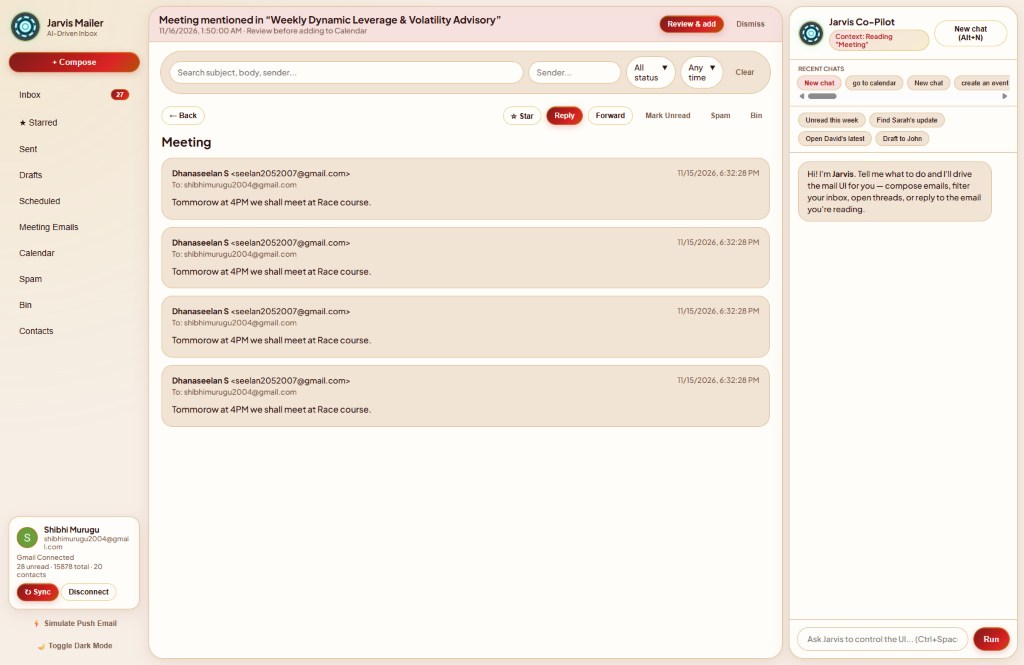 Jarvis Mailer
AI-Driven Inbox
+ Compose
Inbox 27
★ Starred
Sent
Drafts
Scheduled
Meeting Emails
Calendar
Spam
Bin
Contacts
S
Shibhi Murugu
shibhimurugu2004@gmai
l.com
Gmail Connected
28 unread · 15878 total · 20
contacts
↻ Sync Disconnect
⚡ Simulate Push Email
🌙 Toggle Dark Mode
Meeting mentioned in “Weekly Dynamic Leverage & Volatility Advisory”
11/16/2026, 1:50:00 AM · Review before adding to Calendar
Review & add Dismiss
Search subject, body, sender... Sender... All status ▼ Any time ▼ Clear
← Back ☆ Star Reply Forward Mark Unread Spam Bin
Meeting
Dhanaseelan S <seelan2052007@gmail.com> 11/15/2026, 6:32:28 PM
To: shibhimurugu2004@gmail.com
Tommorow at 4PM we shall meet at Race course.
Dhanaseelan S <seelan2052007@gmail.com> 11/15/2026, 6:32:28 PM
To: shibhimurugu2004@gmail.com
Tommorow at 4PM we shall meet at Race course.
Dhanaseelan S <seelan2052007@gmail.com> 11/15/2026, 6:32:28 PM
To: shibhimurugu2004@gmail.com
Tommorow at 4PM we shall meet at Race course.
Dhanaseelan S <seelan2052007@gmail.com> 11/15/2026, 6:32:28 PM
To: shibhimurugu2004@gmail.com
Tommorow at 4PM we shall meet at Race course.
Jarvis Co-Pilot
Context: Reading
"Meeting"
New chat
(Alt+N)
RECENT CHATS
New chat go to calendar New chat create an event
Unread this week Find Sarah's update
Open David's latest Draft to John
Hi! I'm Jarvis. Tell me what to do and I'll drive
the mail UI for you — compose emails, filter
your inbox, open threads, or reply to the email
you're reading.
Ask Jarvis to control the UI... (Ctrl+Spac Run